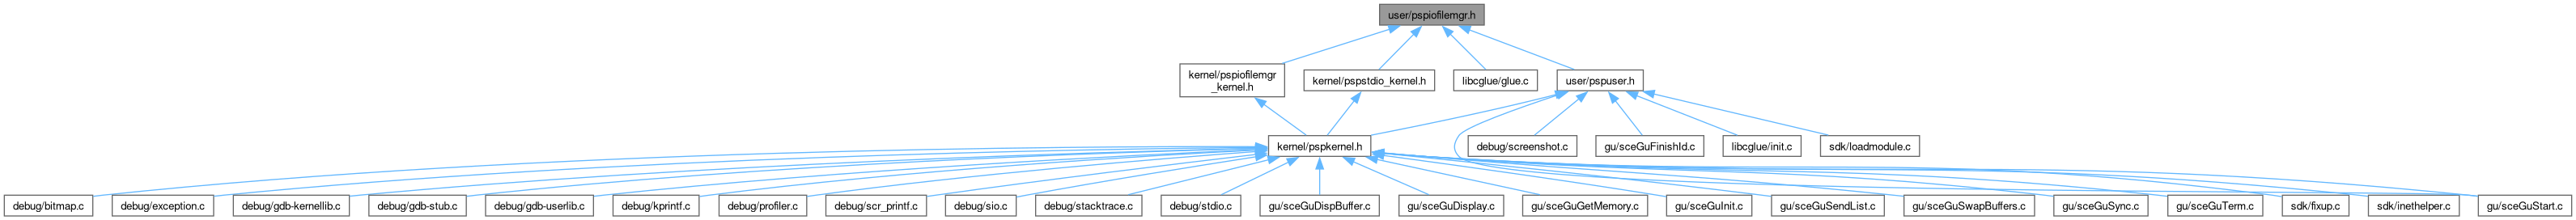 user/pspiofilemgr.h
kernel/pspiofilemgr
_kernel.h
kernel/pspstdio_kernel.h
libcglue/glue.c
user/pspuser.h
kernel/pspkernel.h
debug/screenshot.c
gu/sceGuFinishId.c
libcglue/init.c
sdk/loadmodule.c
debug/bitmap.c
debug/exception.c
debug/gdb-kernellib.c
debug/gdb-stub.c
debug/gdb-userlib.c
debug/kprintf.c
debug/profiler.c
debug/scr_printf.c
debug/sio.c
debug/stacktrace.c
debug/stdio.c
gu/sceGuDispBuffer.c
gu/sceGuDisplay.c
gu/sceGuGetMemory.c
gu/sceGuInit.c
gu/sceGuSendList.c
gu/sceGuSwapBuffers.c
gu/sceGuSync.c
gu/sceGuTerm.c
sdk/fixup.c
sdk/inethelper.c
gu/sceGuStart.c